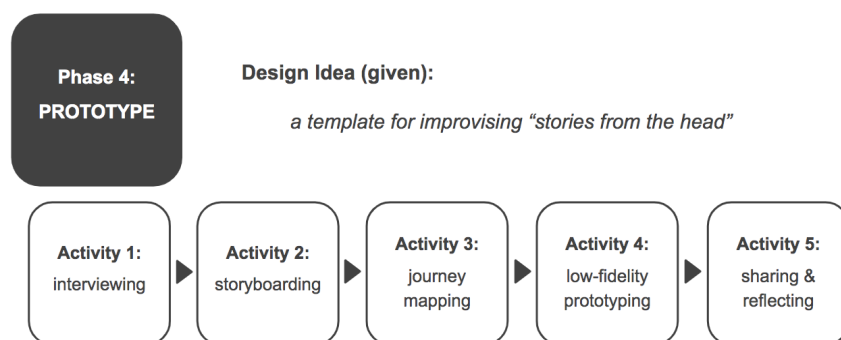 Phase 4:
PROTOTYPE
Design Idea (given):
a template for improvising “stories from the head”
Activity 1:
interviewing
Activity 2:
storyboarding
Activity 3:
journey
mapping
Activity 4:
low-fidelity
prototyping
Activity 5:
sharing &
reflecting